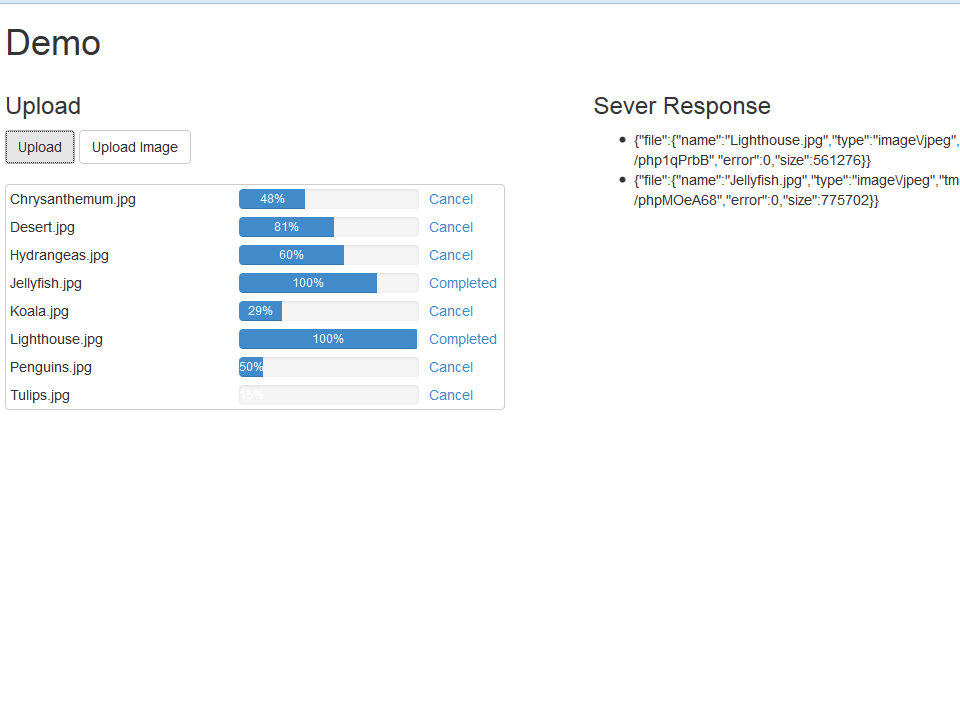 Demo
Upload
Upload Upload Image
Chrysanthemum.jpg 48% Cancel
Desert.jpg 81% Cancel
Hydrangeas.jpg 60% Cancel
Jellyfish.jpg 100% Completed
Koala.jpg 29% Cancel
Lighthouse.jpg 100% Completed
Penguins.jpg 50% Cancel
Tulips.jpg 15% Cancel
Sever Response
{"file":{"name":"Lighthouse.jpg","type":"image\/jpeg",
/php1qPrbB","error":0,"size":561276}}
{"file":{"name":"Jellyfish.jpg","type":"image\/jpeg","tm
/phpMOeA68","error":0,"size":775702}}